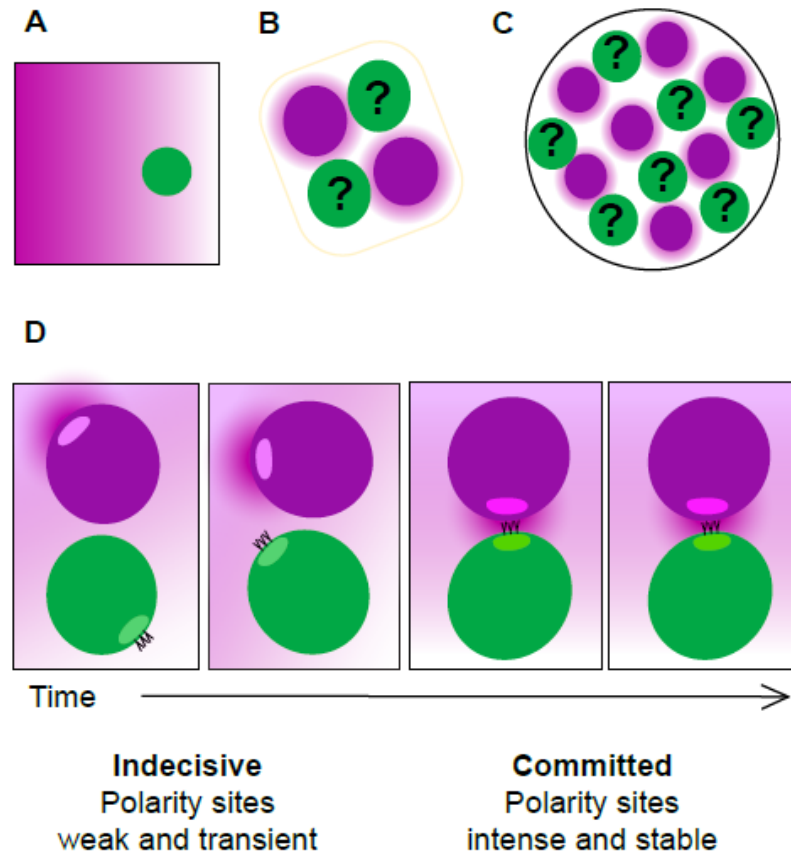 A
B
C
?
?
?
?
?
?
?
?
?
D
Time
Indecisive
Polarity sites
weak and transient
Committed
Polarity sites
intense and stable